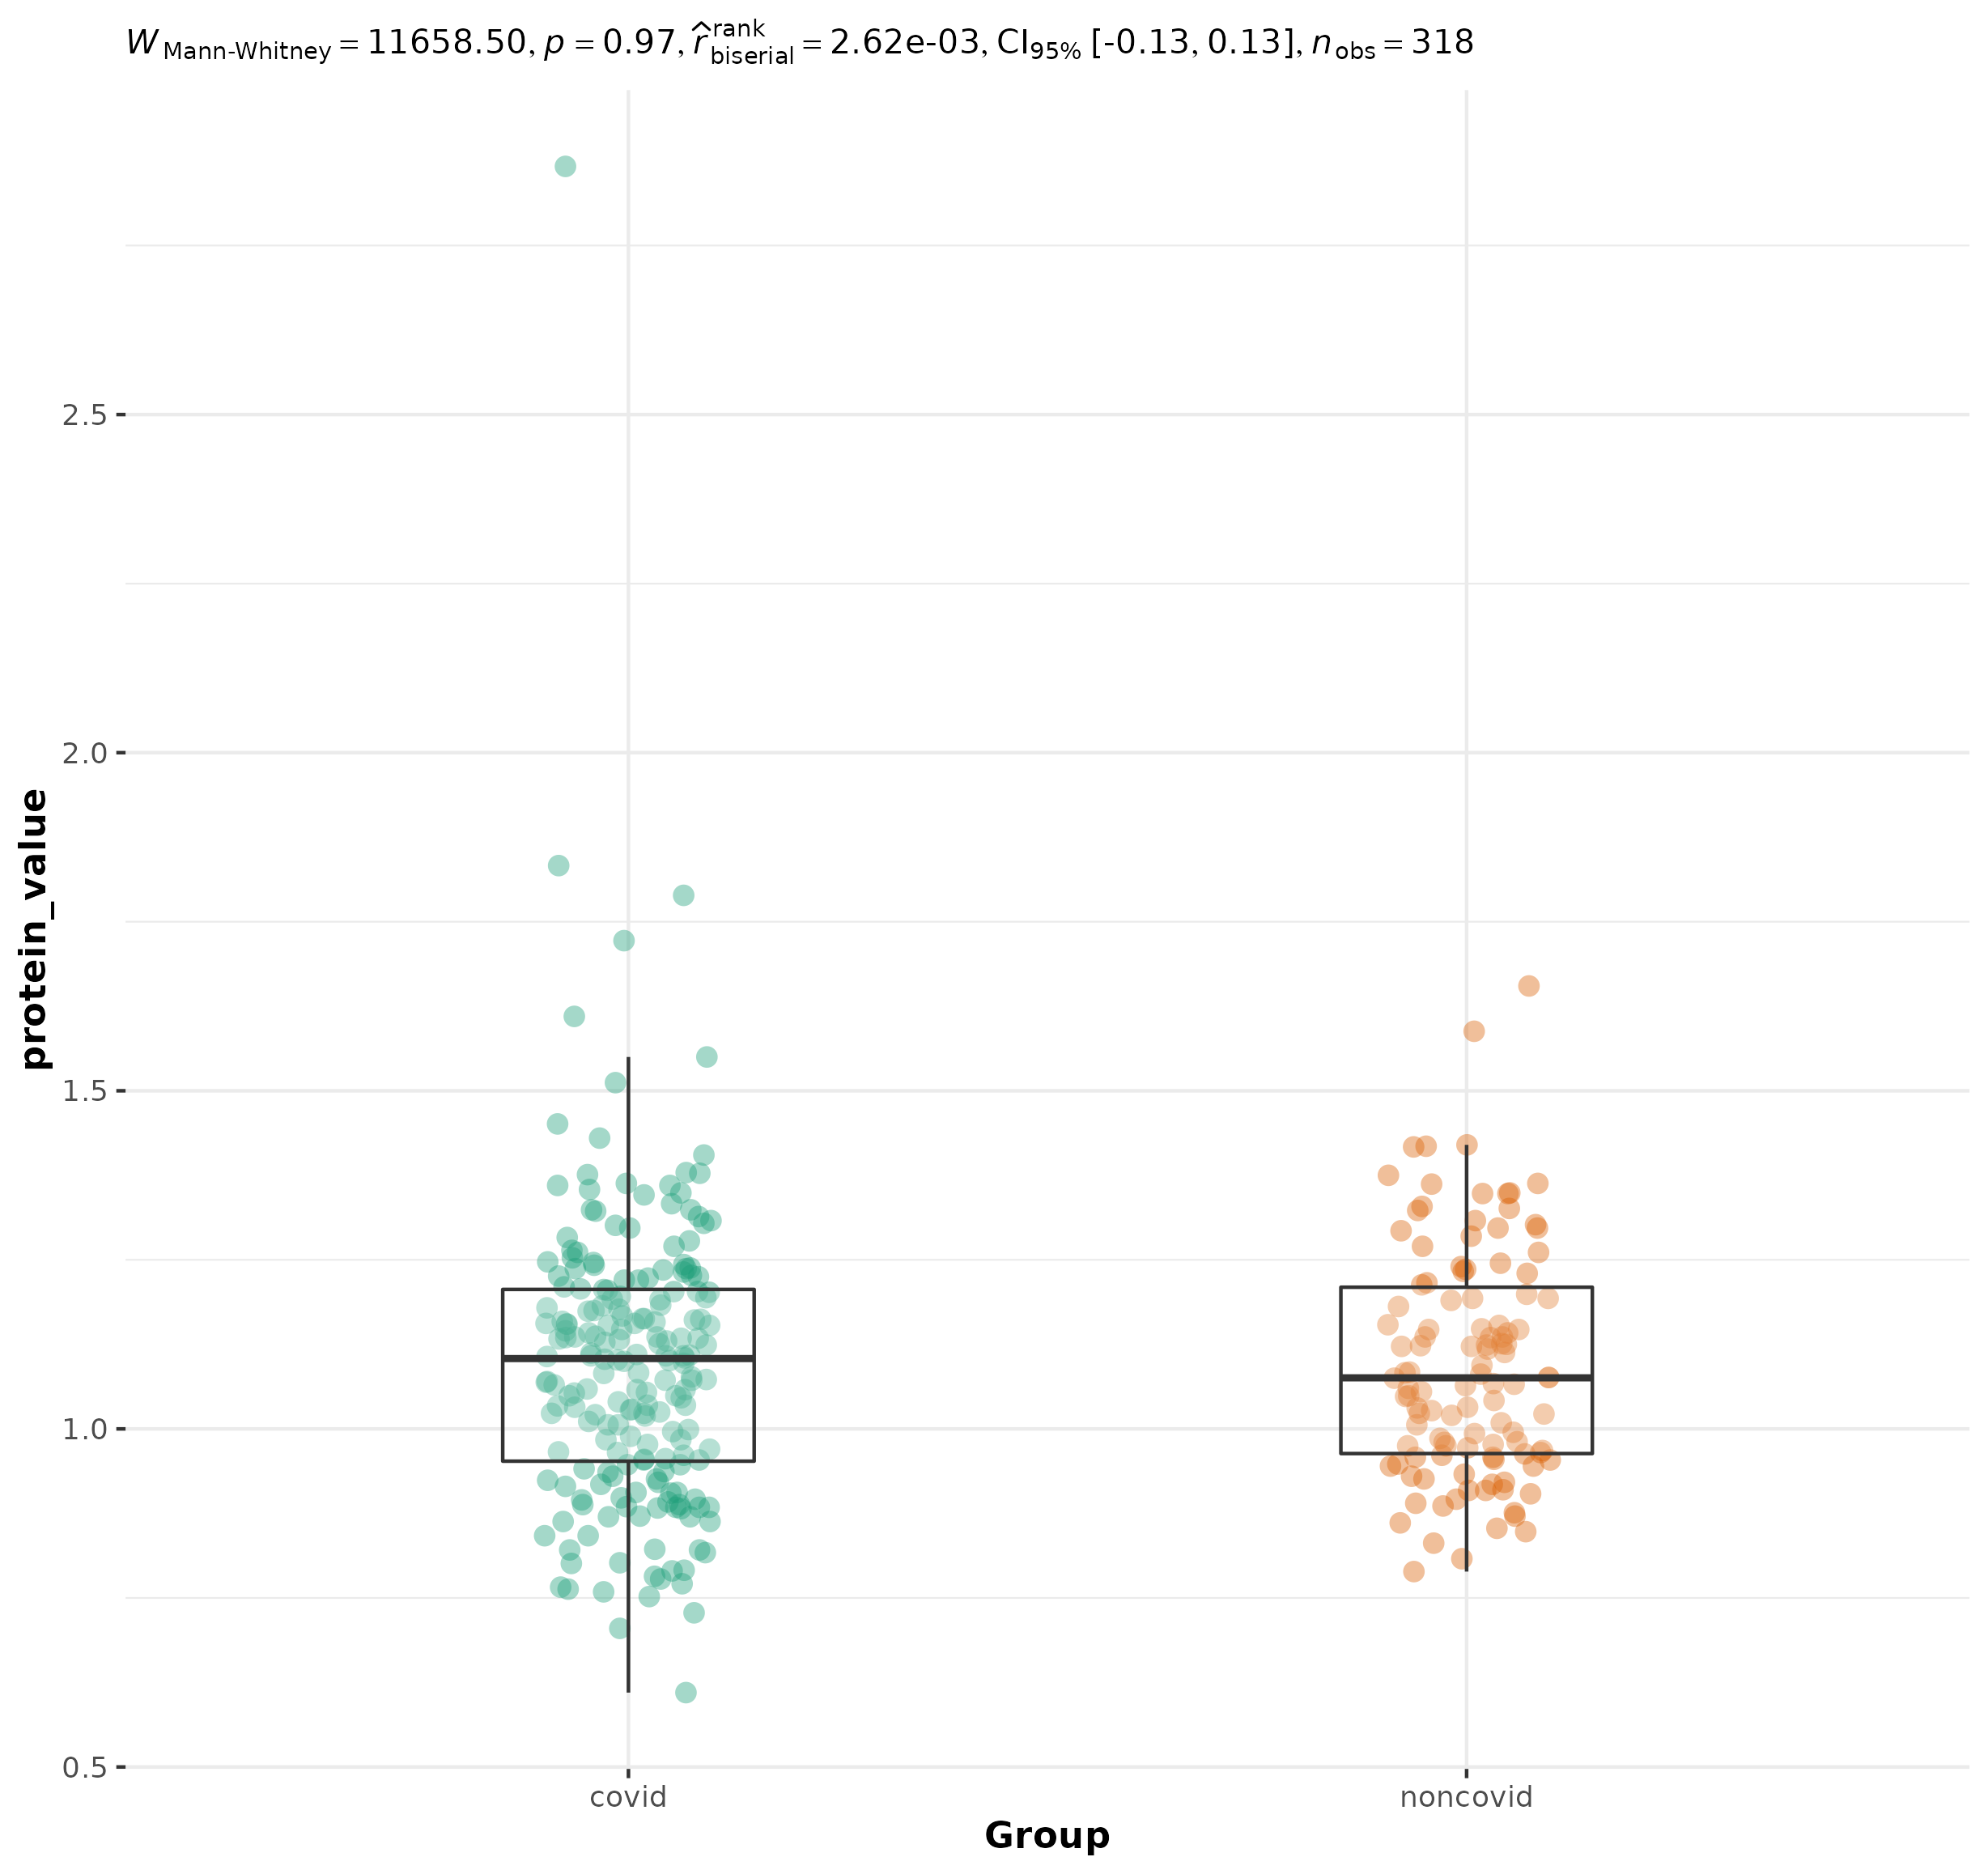 W Mann-Whitney = 11658.50, p = 0.97, r̂ rank biserial = 2.62e-03, CI95% [-0.13, 0.13], n obs = 318
2.5
2.0
1.5
1.0
0.5
protein_value
covid noncovid
Group